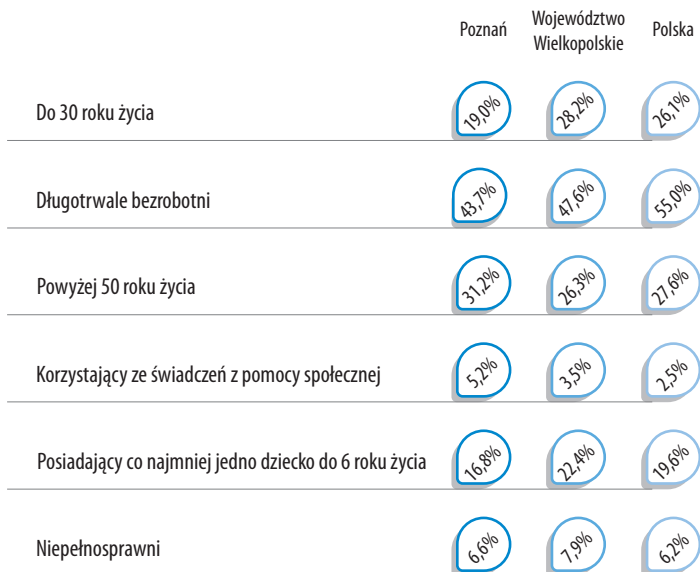 Poznań
Województwo
Wielkopolskie
Polska
Do 30 roku życia
19,0%
28,2%
26,1%
Długotrwale bezrobotni
43,7%
47,6%
55,0%
Powyżej 50 roku życia
31,2%
26,3%
27,6%
Korzystający ze świadczeń z pomocy społecznej
5,2%
3,5%
2,5%
Posiadający co najmniej jedno dziecko do 6 roku życia
16,8%
22,4%
19,6%
Niepełnosprawni
6,6%
7,9%
6,2%